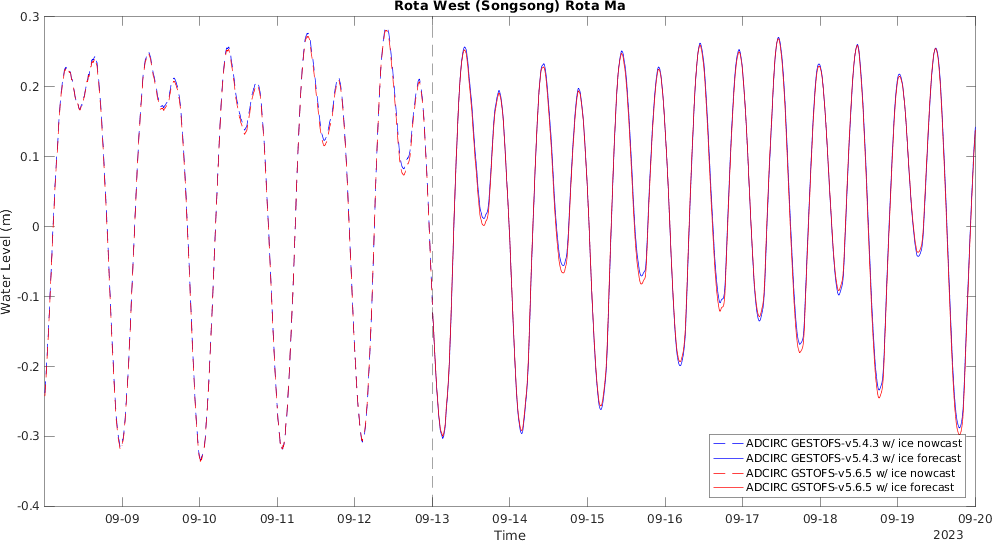 Rota West (Songsong) Rota Ma
Water Level (m)
0.3
0.2
0.1
0
-0.1
-0.2
-0.3
-0.4
09-09 09-10 09-11 09-12 09-13 09-14 09-15 09-16 09-17 09-18 09-19 09-20
Time
2023
ADCIRC GESTOFS-v5.4.3 w/ ice nowcast
ADCIRC GESTOFS-v5.4.3 w/ ice forecast
ADCIRC GSTOFS-v5.6.5 w/ ice nowcast
ADCIRC GSTOFS-v5.6.5 w/ ice forecast